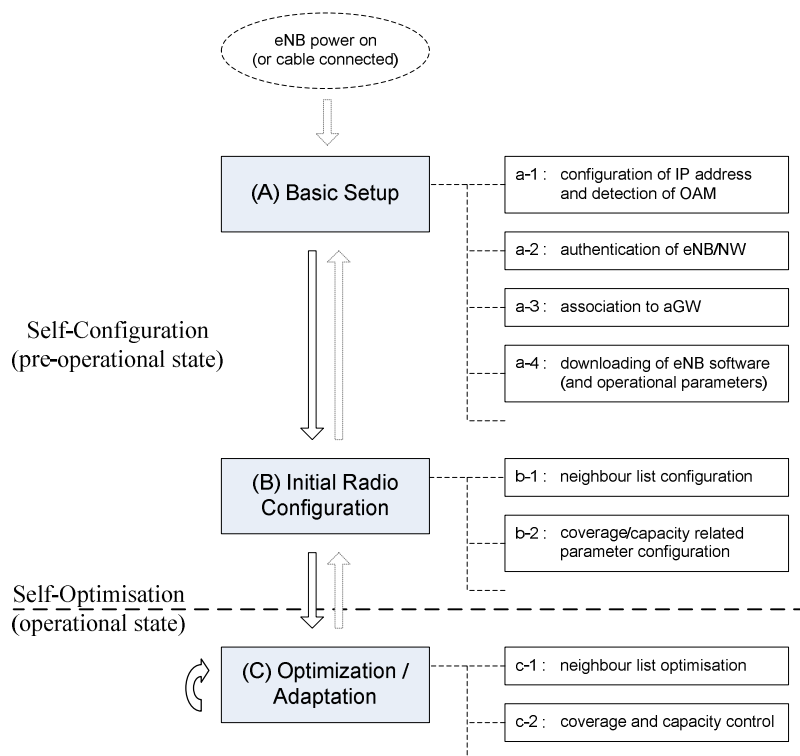 eNB power on
(or cable connected)
(A) Basic Setup
a-1 : configuration of IP address
and detection of OAM
a-2 : authentication of eNB/NW
a-3 : association to aGW
a-4 : downloading of eNB software
(and operational parameters)
Self-Configuration
(pre-operational state)
(B) Initial Radio
Configuration
b-1 : neighbour list configuration
b-2 : coverage/capacity related
parameter configuration
Self-Optimisation
(operational state)
(C) Optimization /
Adaptation
c-1 : neighbour list optimisation
c-2 : coverage and capacity control